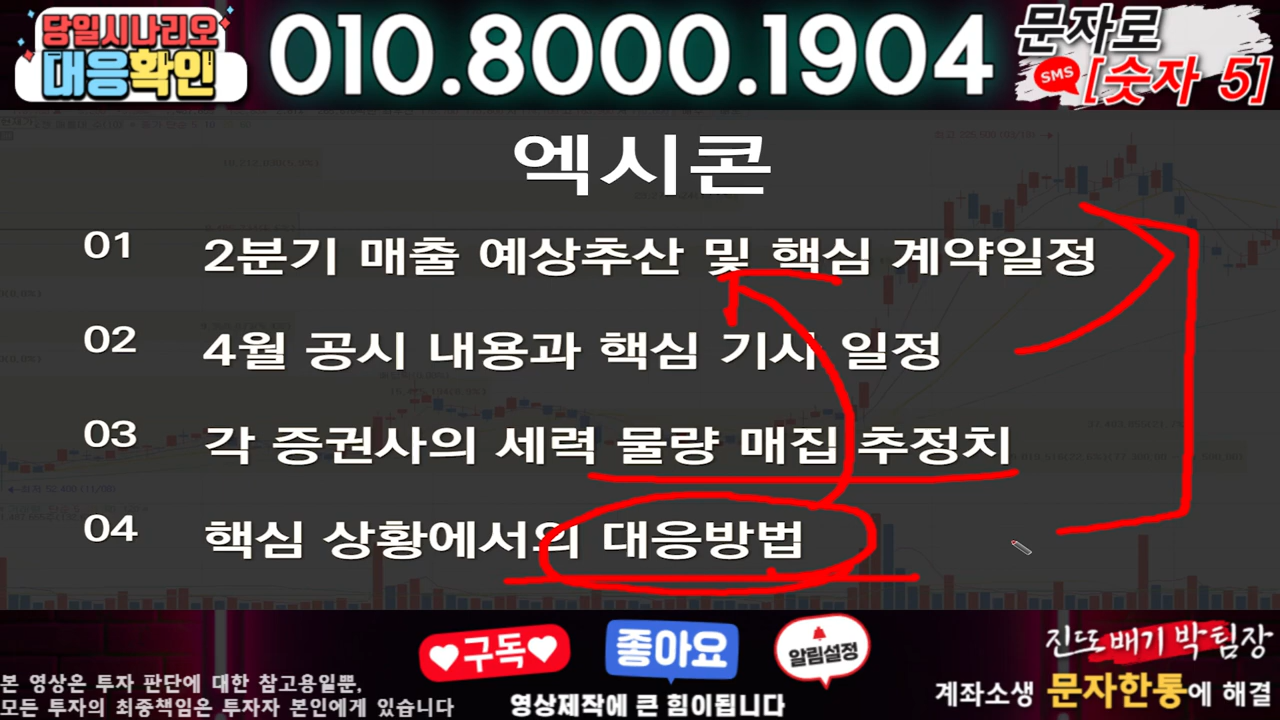 당일시나리오
대응확인
010.8000.1904
문자로
SMS [숫자 5]
엑시콘
01 2분기 매출 예상추산 및 핵심 계약일정
02 4월 공시 내용과 핵심 기사 일정
03 각 증권사의 세력 물량 매집 추정치
04 핵심 상황에서의 대응방법
구독
좋아요
알림설정
영상제작에 큰 힘이됩니다
본 영상은 투자 판단에 대한 참고용일뿐,
모든 투자의 최종책임은 투자자 본인에게 있습니다
진또배기 박팀장
계좌소생 문자한통에 해결